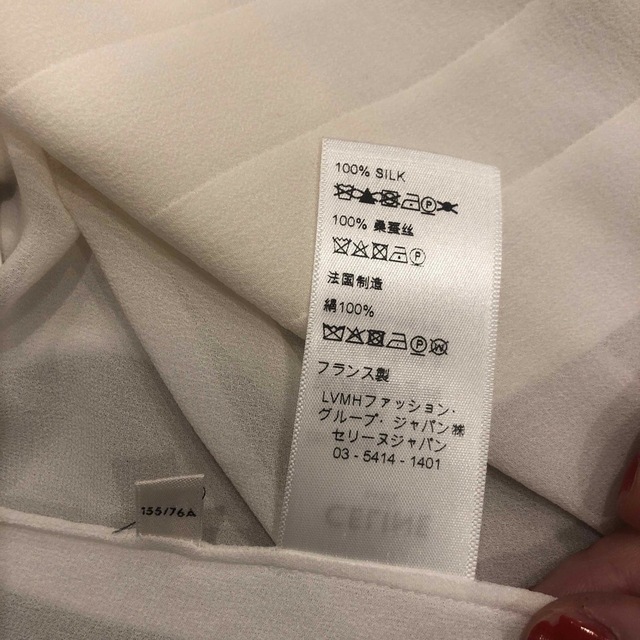 100% SILK
100% 桑蚕丝
法国制造
絹100%
フランス製
LVMHファッション・
グループ・ジャパン㈱
セリーヌジャパン
03 - 5414 - 1401
CELINE
155/76A